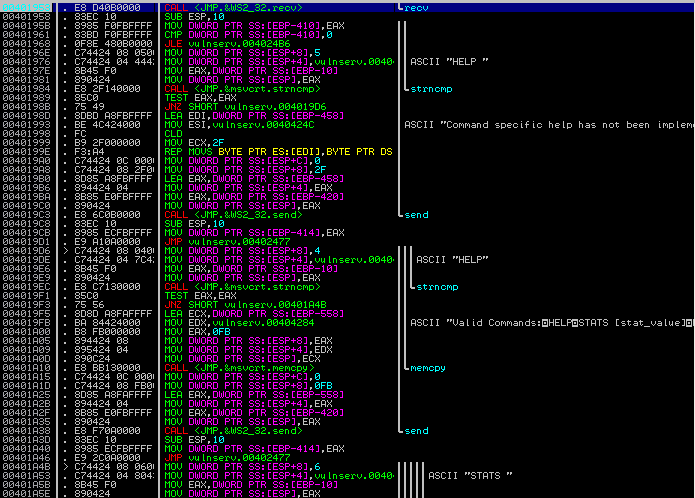 . E8 D40B0000 CALL <JMP.&WS2_32.recv> recv
00401958 . 83EC 10 SUB ESP,10
0040195B . 8985 F0FBFFFF MOV DWORD PTR SS:[EBP-410],EAX
00401961 . 83BD F0FBFFFF CMP DWORD PTR SS:[EBP-410],0
00401968 . 0F8E 480B0000 JLE vulnserv.004024B6
0040196E . C74424 08 0500 MOV DWORD PTR SS:[ESP+8],5
00401976 . C74424 04 4442 MOV DWORD PTR SS:[ESP+4],vulnserv.0040 ASCII "HELP "
0040197E . 8B45 F0 MOV EAX,DWORD PTR SS:[EBP-10]
00401981 . 890424 MOV DWORD PTR SS:[ESP],EAX
00401984 . E8 2F140000 CALL <JMP.&msvcrt.strncmp> strncmp
00401989 . 85C0 TEST EAX,EAX
0040198B . 75 49 JNZ SHORT vulnserv.004019D6
0040198D . 8DBD A8FBFFFF LEA EDI,DWORD PTR SS:[EBP-458]
00401993 . BE 4C424000 MOV ESI,vulnserv.0040424C ASCII "Command specific help has not been impleme
00401998 . FC CLD
00401999 . B9 2F000000 MOV ECX,2F
0040199E . F3:A4 REP MOVS BYTE PTR ES:[EDI],BYTE PTR DS
004019A0 . C74424 0C 000 MOV DWORD PTR SS:[ESP+C],0
004019A8 . C74424 08 2F0 MOV DWORD PTR SS:[ESP+8],2F
004019B0 . 8D85 A8FBFFFF LEA EAX,DWORD PTR SS:[EBP-458]
004019B6 . 894424 04 MOV DWORD PTR SS:[ESP+4],EAX
004019BA . 8B85 E0FBFFFF MOV EAX,DWORD PTR SS:[EBP-420]
004019C0 . 890424 MOV DWORD PTR SS:[ESP],EAX
004019C3 . E8 6C0B0000 CALL <JMP.&WS2_32.send> send
004019C8 . 83EC 10 SUB ESP,10
004019CB . 8985 ECFBFFFF MOV DWORD PTR SS:[EBP-414],EAX
004019D1 . E9 A10A0000 JMP vulnserv.00402477
004019D6 > C74424 08 040 MOV DWORD PTR SS:[ESP+8],4
004019DE . C74424 04 7C4 MOV DWORD PTR SS:[ESP+4],vulnserv.0040 ASCII "HELP"
004019E6 . 8B45 F0 MOV EAX,DWORD PTR SS:[EBP-10]
004019E9 . 890424 MOV DWORD PTR SS:[ESP],EAX
004019EC . E8 C7130000 CALL <JMP.&msvcrt.strncmp> strncmp
004019F1 . 85C0 TEST EAX,EAX
004019F3 . 75 56 JNZ SHORT vulnserv.00401A4B
004019F5 . 8D8D A8FAFFFF LEA ECX,DWORD PTR SS:[EBP-558]
004019FB . BA 84424000 MOV EDX,vulnserv.00404284 ASCII "Valid Commands:HELPSTATS [stat_value]
00401A00 . B8 FB000000 MOV EAX,0FB
00401A05 . 894424 08 MOV DWORD PTR SS:[ESP+8],EAX
00401A09 . 895424 04 MOV DWORD PTR SS:[ESP+4],EDX
00401A0D . 890C24 MOV DWORD PTR SS:[ESP],ECX
00401A10 . E8 BB130000 CALL <JMP.&msvcrt.memcpy> memcpy
00401A15 . C74424 0C 000 MOV DWORD PTR SS:[ESP+C],0
00401A1D . C74424 08 FB0 MOV DWORD PTR SS:[ESP+8],0FB
00401A25 . 8D85 A8FAFFFF LEA EAX,DWORD PTR SS:[EBP-558]
00401A2B . 894424 04 MOV DWORD PTR SS:[ESP+4],EAX
00401A2F . 8B85 E0FBFFFF MOV EAX,DWORD PTR SS:[EBP-420]
00401A35 . 890424 MOV DWORD PTR SS:[ESP],EAX
00401A38 . E8 F70A0000 CALL <JMP.&WS2_32.send> send
00401A3D . 83EC 10 SUB ESP,10
00401A40 . 8985 ECFBFFFF MOV DWORD PTR SS:[EBP-414],EAX
00401A46 . E9 2C0A0000 JMP vulnserv.00402477
00401A4B > C74424 08 060 MOV DWORD PTR SS:[ESP+8],6
00401A53 . C74424 04 804 MOV DWORD PTR SS:[ESP+4],vulnserv.0040 ASCII "STATS "
00401A5B . 8B45 F0 MOV EAX,DWORD PTR SS:[EBP-10]
00401A5E . 890424 MOV DWORD PTR SS:[ESP],EAX